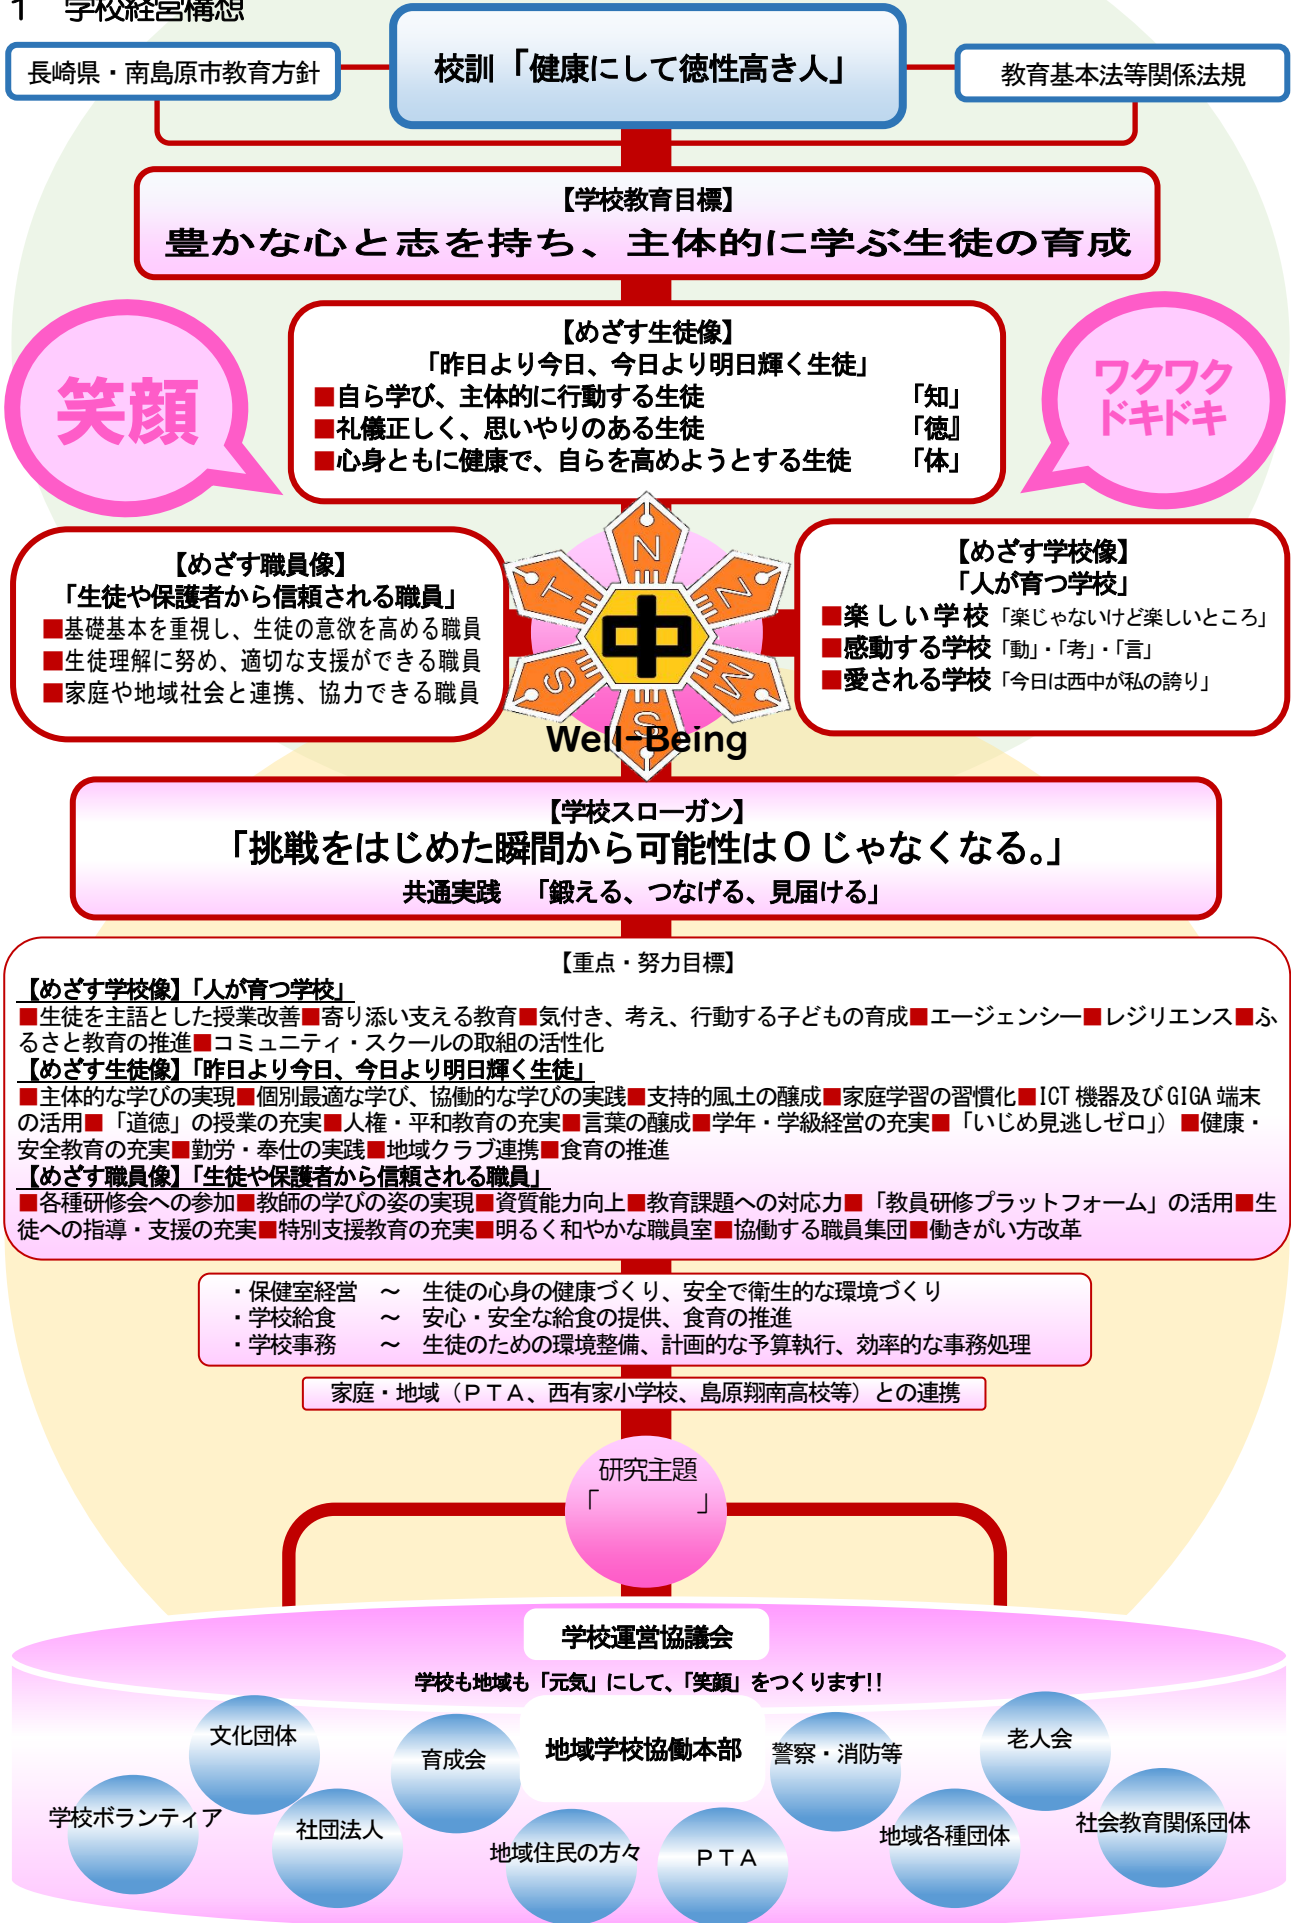 １　学校経営構想
長崎県・南島原市教育方針
校訓「健康にして徳性高き人」
教育基本法等関係法規
【学校教育目標】
豊かな心と志を持ち、主体的に学ぶ生徒の育成
笑顔
【めざす生徒像】
「昨日より今日、今日より明日輝く生徒」
■自ら学び、主体的に行動する生徒　「知」
■礼儀正しく、思いやりのある生徒　「徳』
■心身ともに健康で、自らを高めようとする生徒　「体」
ワクワク
ドキドキ
【めざす職員像】
「生徒や保護者から信頼される職員」
■基礎基本を重視し、生徒の意欲を高める職員
■生徒理解に努め、適切な支援ができる職員
■家庭や地域社会と連携、協力できる職員
N
N
M
S
S
T
中
Well-Being
【めざす学校像】
「人が育つ学校」
■楽しい学校「楽じゃないけど楽しいところ」
■感動する学校「動」・「考」・「言」
■愛される学校「今日は西中が私の誇り」
【学校スローガン】
「挑戦をはじめた瞬間から可能性は０じゃなくなる。」
共通実践　「鍛える、つなげる、見届ける」
【重点・努力目標】
【めざす学校像】「人が育つ学校」
■生徒を主語とした授業改善■寄り添い支える教育■気付き、考え、行動する子どもの育成■エージェンシー■レジリエンス■ふ
るさと教育の推進■コミュニティ・スクールの取組の活性化
【めざす生徒像】「昨日より今日、今日より明日輝く生徒」
■主体的な学びの実現■個別最適な学び、協働的な学びの実践■支持的風土の醸成■家庭学習の習慣化■ICT機器及びGIGA端末
の活用■「道徳」の授業の充実■人権・平和教育の充実■言葉の醸成■学年・学級経営の充実■「いじめ見逃しゼロ」）■健康・
安全教育の充実■勤労・奉仕の実践■地域クラブ連携■食育の推進
【めざす職員像】「生徒や保護者から信頼される職員」
■各種研修会への参加■教師の学びの姿の実現■資質能力向上■教育課題への対応力■「教員研修プラットフォーム」の活用■生
徒への指導・支援の充実■特別支援教育の充実■明るく和やかな職員室■協働する職員集団■働きがい方改革
・保健室経営　～　生徒の心身の健康づくり、安全で衛生的な環境づくり
・学校給食　　～　安心・安全な給食の提供、食育の推進
・学校事務　　～　生徒のための環境整備、計画的な予算執行、効率的な事務処理
家庭・地域（ＰＴＡ、西有家小学校、島原翔南高校等）との連携
研究主題
「　　　　」
学校運営協議会
学校も地域も「元気」にして、「笑顔」をつくります!!
地域学校協働本部
文化団体
育成会
警察・消防等
老人会
学校ボランティア
社団法人
地域住民の方々
ＰＴＡ
地域各種団体
社会教育関係団体